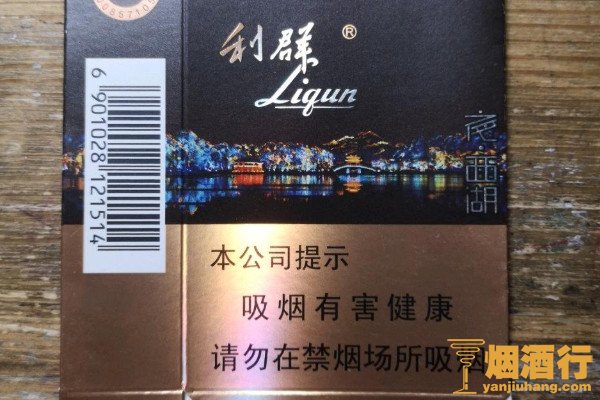 利群®
Liqun
夜·西湖
6 901028 121514
本公司提示
吸烟有害健康
请勿在禁烟场所吸烟
烟酒行
yanjiuhang.com